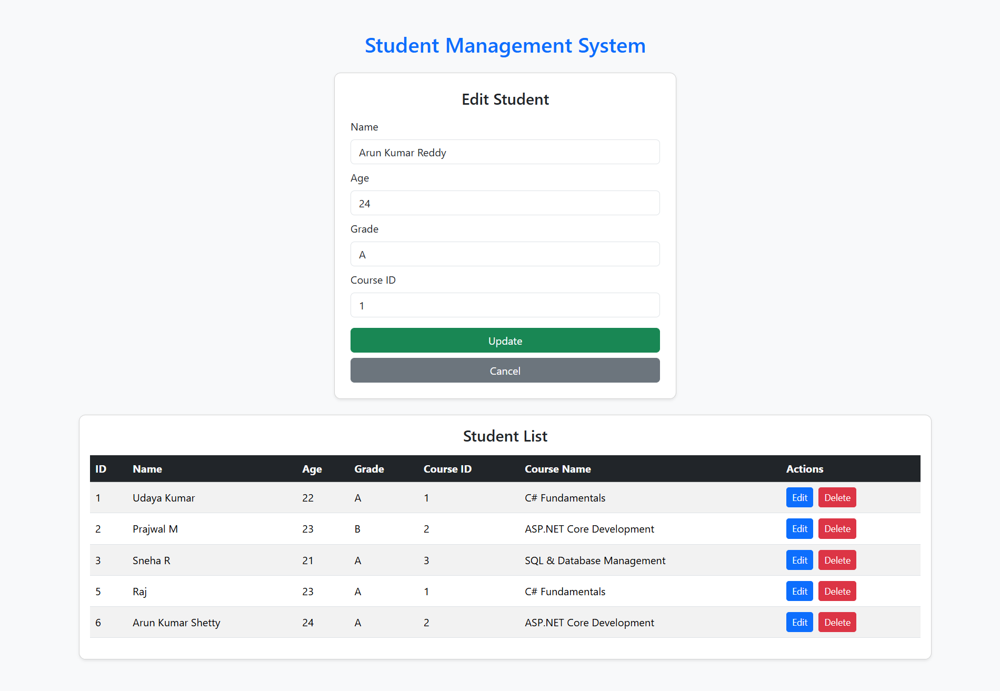 Student Management System
Edit Student
Name
Arun Kumar Reddy
Age
24
Grade
A
Course ID
1
Update
Cancel
Student List
ID Name Age Grade Course ID Course Name Actions
1 Udaya Kumar 22 A 1 C# Fundamentals Edit Delete
2 Prajwal M 23 B 2 ASP.NET Core Development Edit Delete
3 Sneha R 21 A 3 SQL & Database Management Edit Delete
5 Raj 23 A 1 C# Fundamentals Edit Delete
6 Arun Kumar Shetty 24 A 2 ASP.NET Core Development Edit Delete